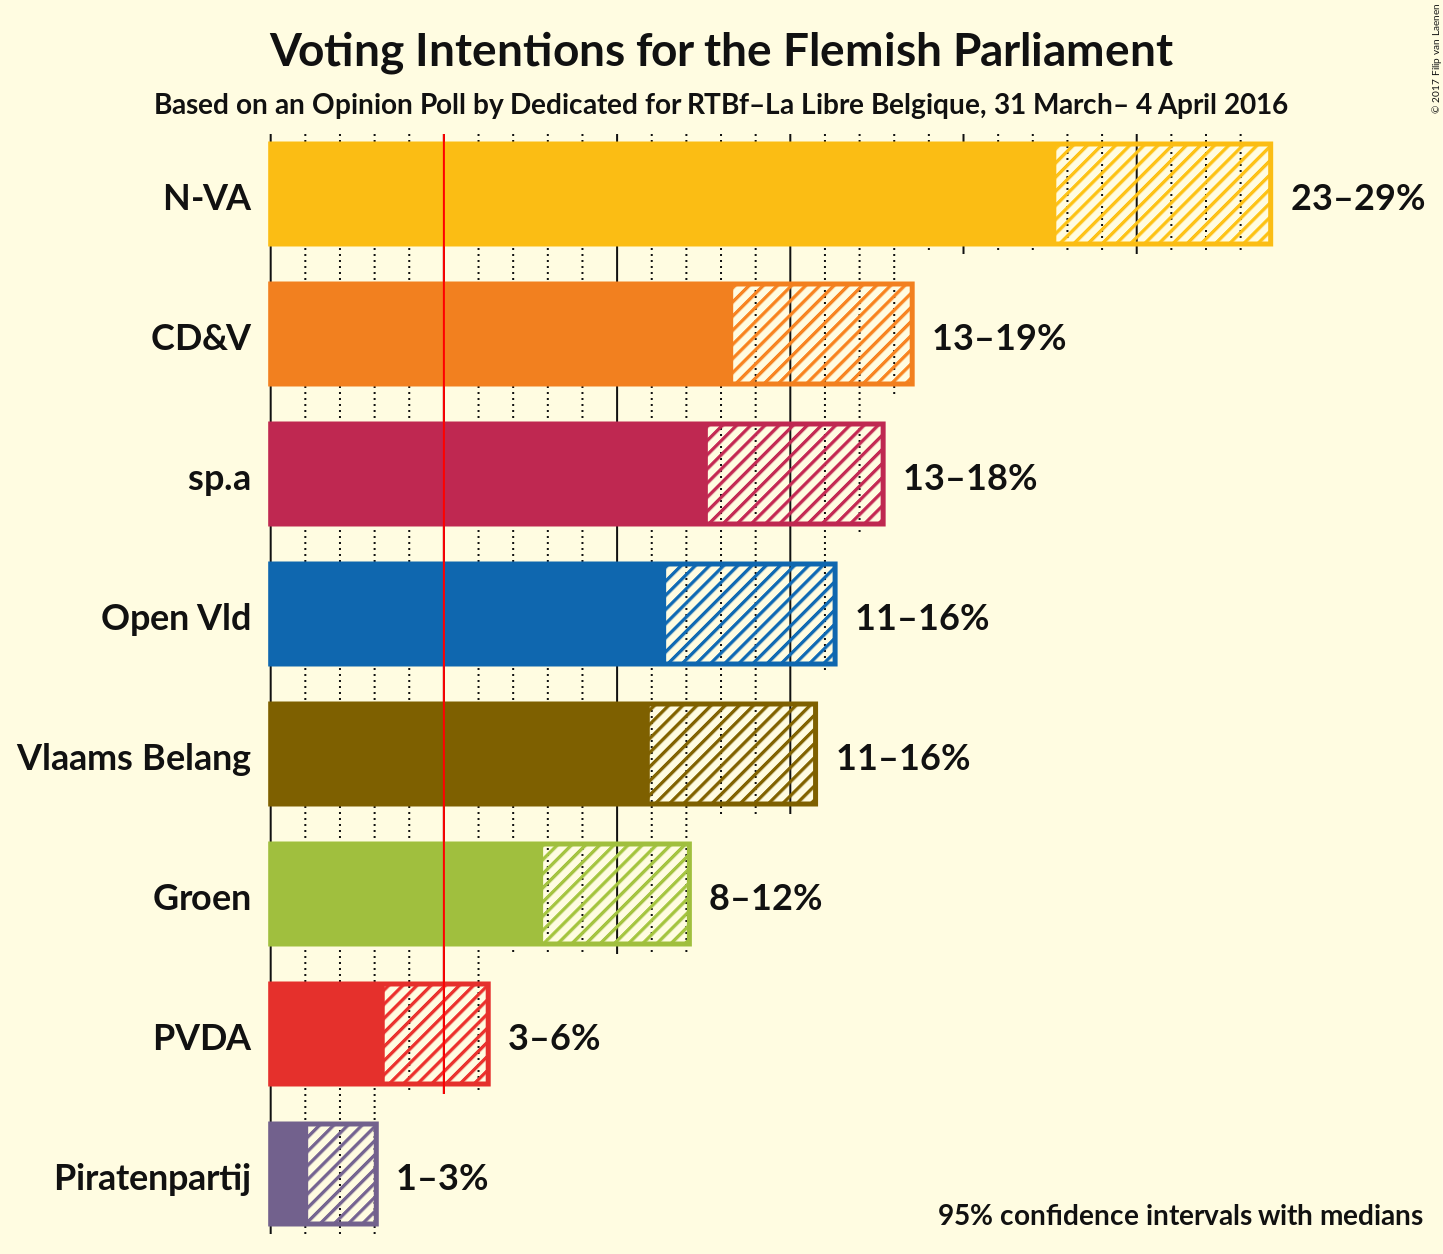 Voting Intentions for the Flemish Parliament
Based on an Opinion Poll by Dedicated for RTBf–La Libre Belgique, 31 March– 4 April 2016
© 2017 Filip van Laenen
N-VA 23–29%
CD&V 13–19%
sp.a 13–18%
Open Vld 11–16%
Vlaams Belang 11–16%
Groen 8–12%
PVDA 3–6%
Piratenpartij 1–3%
95% confidence intervals with medians